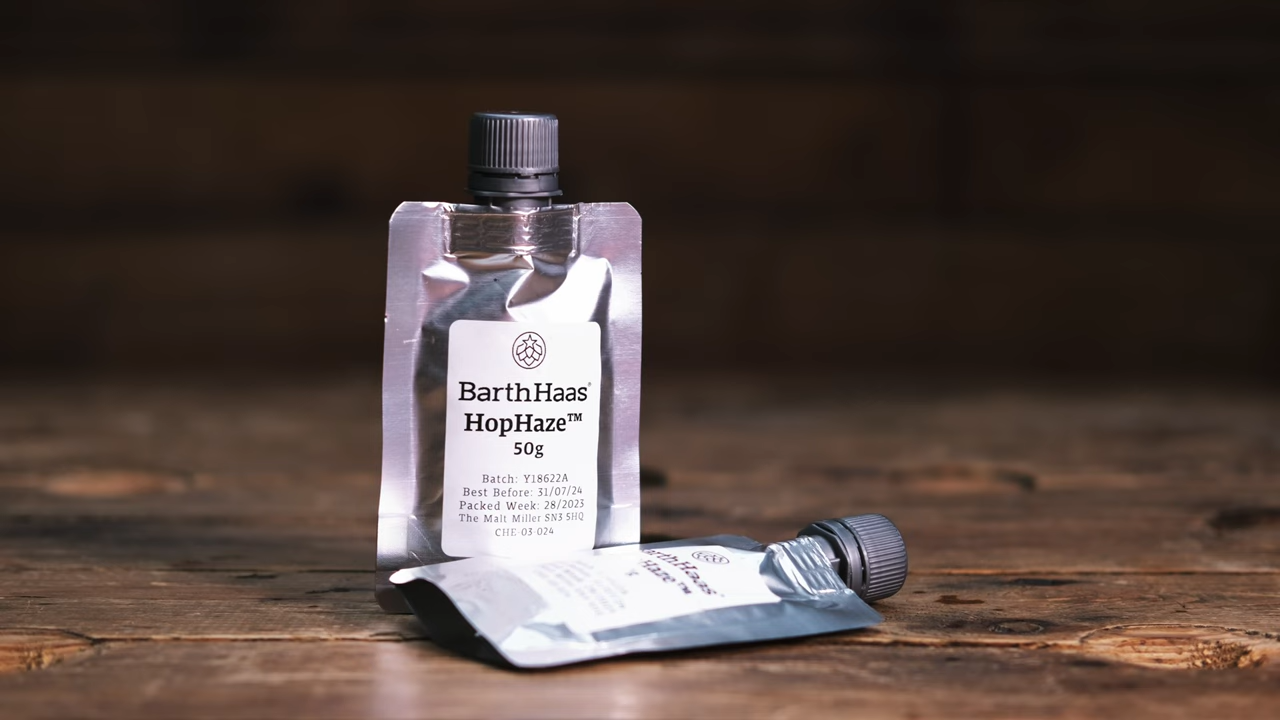 BarthHaas®
HopHaze™
50g
Batch: Y18622A
Best Before: 31/07/24
Packed Week: 28/2023
The Malt Miller SN3 5HQ
CHE-03-024
BarthHaas
Haze™